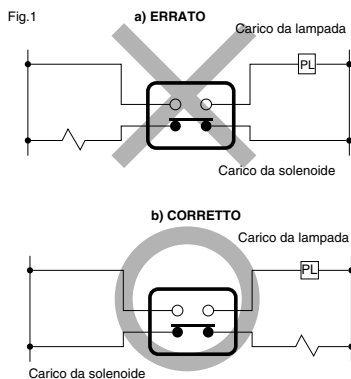 Fig.1
a) ERRATO
Carico da lampada
PL
Carico da solenoide
b) CORRETTO
Carico da lampada
PL
Carico da solenoide